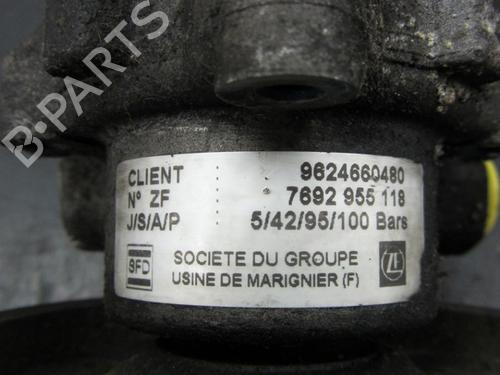 B-PARTS
CLIENT 9624660480
N° ZF 7692 955 118
J/S/A/P 5/42/95/100 Bars
SFD SOCIETE DU GROUPE ZF
USINE DE MARIGNIER (F)